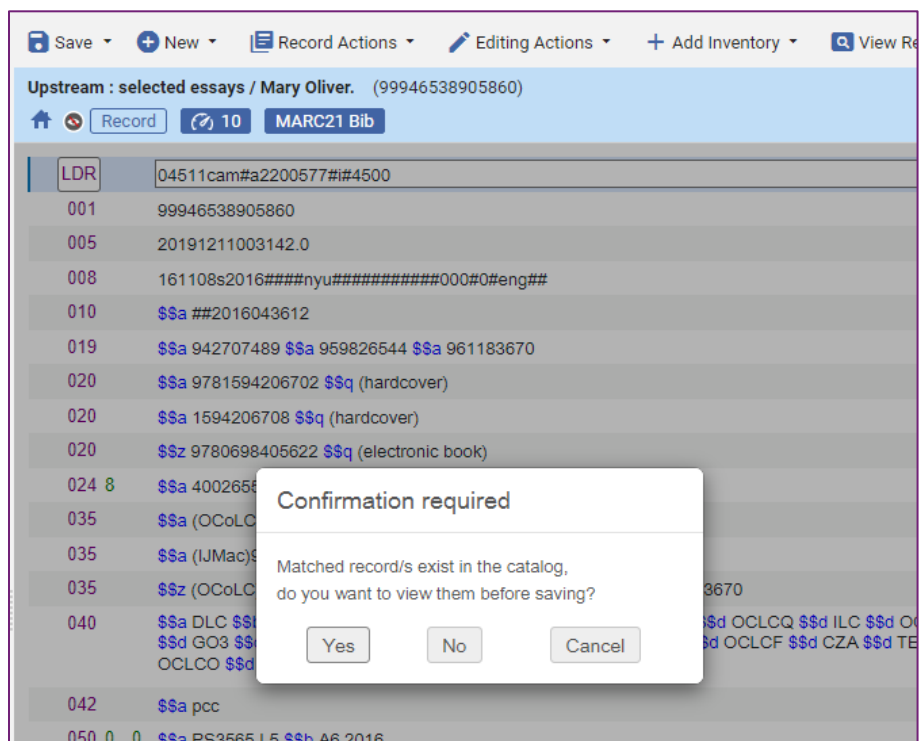 Save New Record Actions Editing Actions Add Inventory View
Upstream : selected essays / Mary Oliver. (99946538905860)
Record 10 MARC21 Bib
LDR 04511cam#a2200577#i#4500
001 99946538905860
005 20191211003142.0
008 161108s2016####nyu###########000#0#eng##
010 $$a ##2016043612
019 $$a 942707489 $$a 959826544 $$a 961183670
020 $$a 9781594206702 $$q (hardcover)
020 $$a 1594206708 $$q (hardcover)
020 $$z 9780698405622 $$q (electronic book)
024 8 $$a 400265
035 $$a (OCoLC
035 $$a (IJMac)9
035 $$z (OCoLC 3670
040 $$a DLC $$ $$d OCLCQ $$d ILC $$d
$$d GO3 $$ $$d OCLCF $$d CZA $$d TE
OCLCO $$d
Confirmation required
Matched record/s exist in the catalog,
do you want to view them before saving?
Yes No Cancel
042 $$a pcc
050 0 0 $$a PS3565.L5 $$b A6 2016